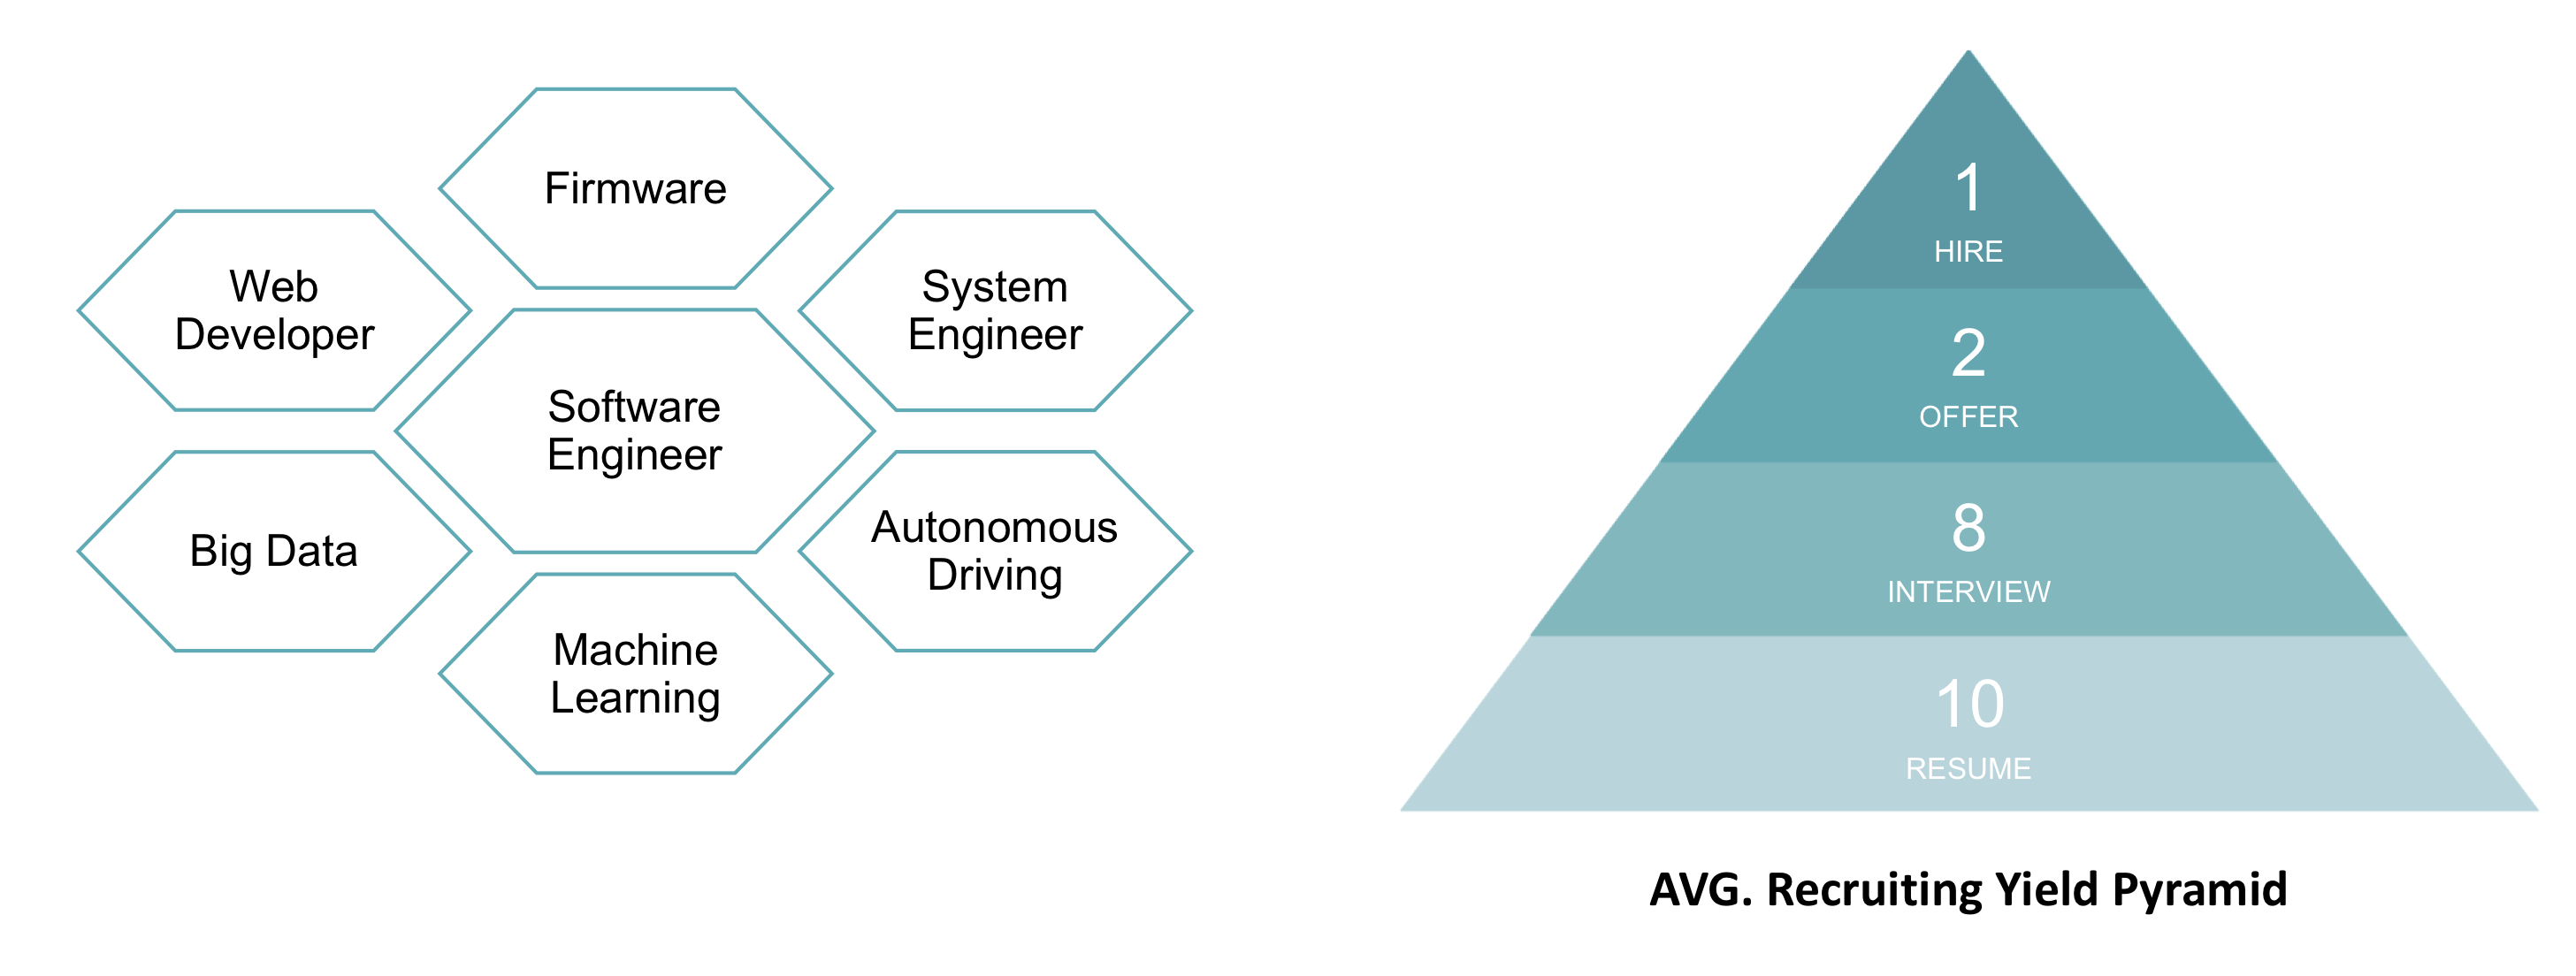 Firmware
Web
Developer
System
Engineer
Software
Engineer
Big Data
Autonomous
Driving
Machine
Learning
1
HIRE
2
OFFER
8
INTERVIEW
10
RESUME
AVG. Recruiting Yield Pyramid